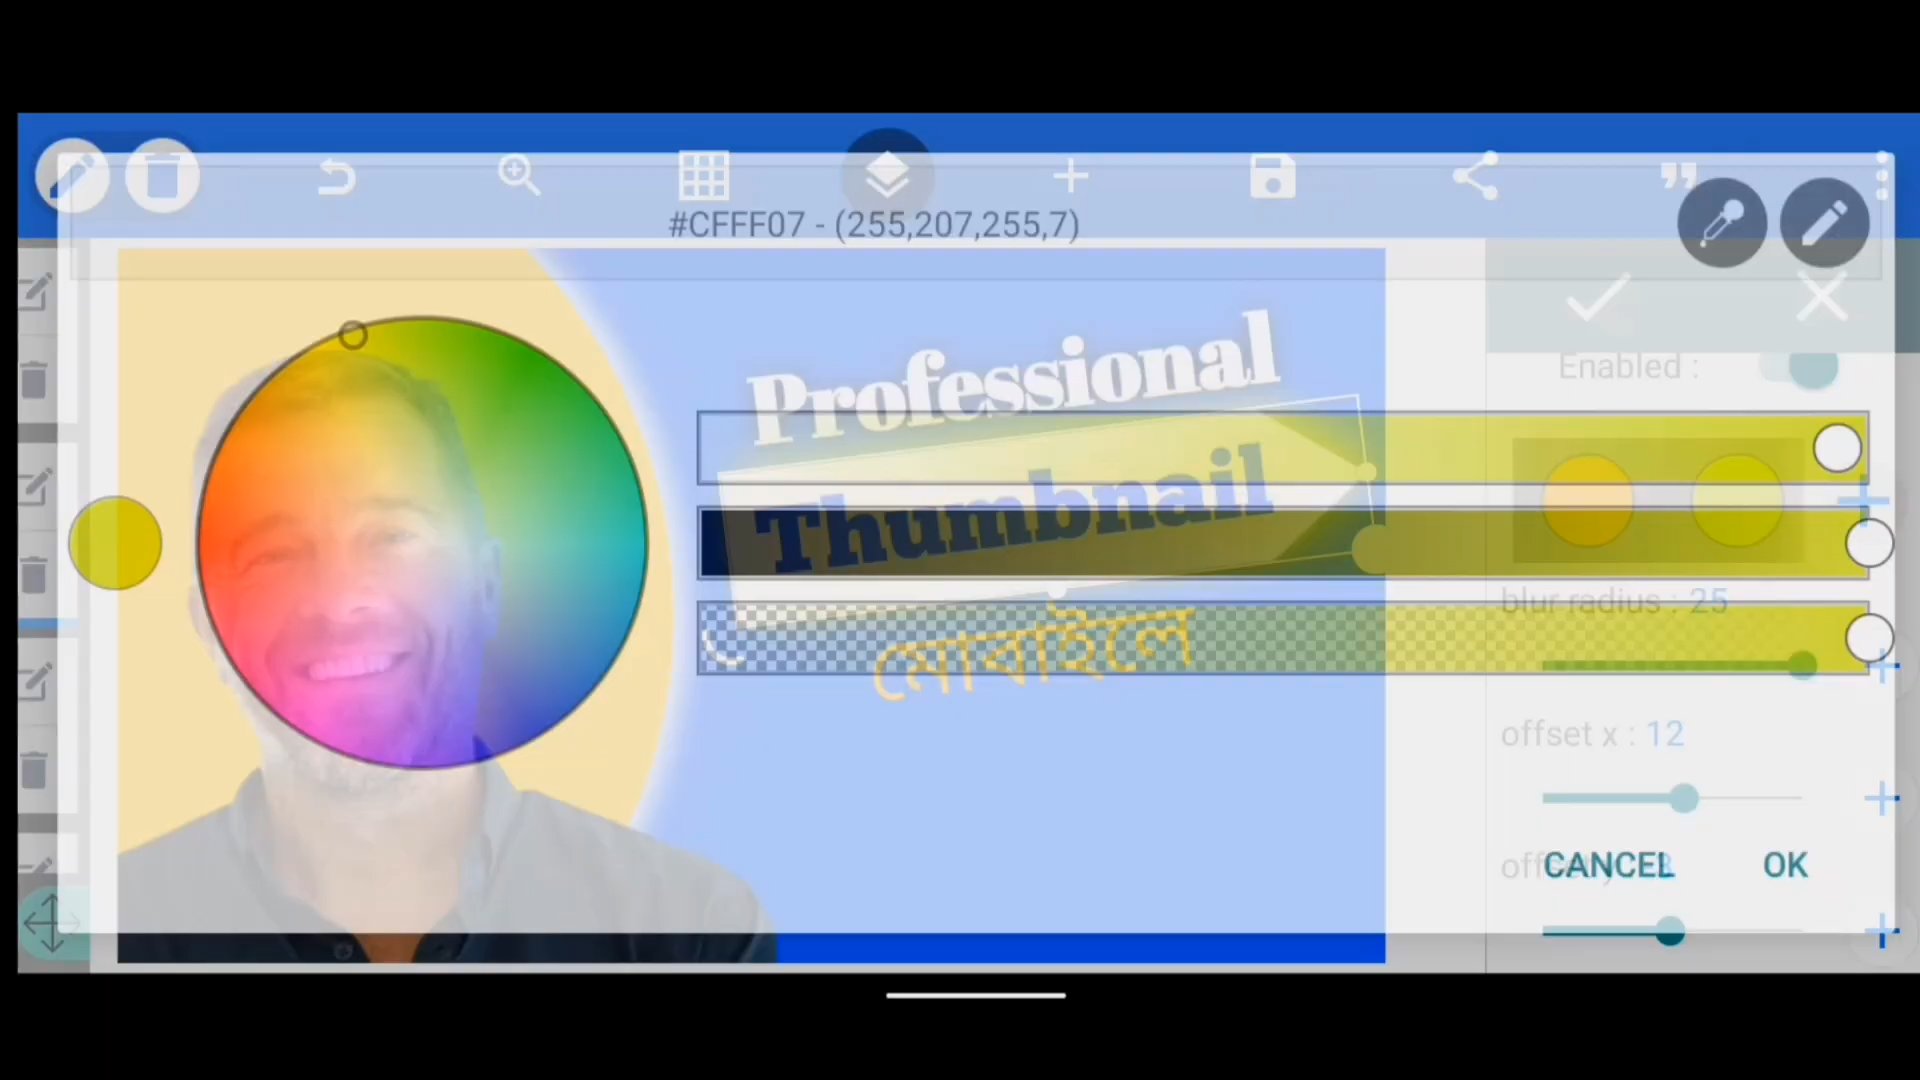 #CFFF07 - (255,207,255,7)
Professional
Thumbnail
মোবাইলে
Enabled :
blur radius : 25
offset x : 12
CANCEL
OK